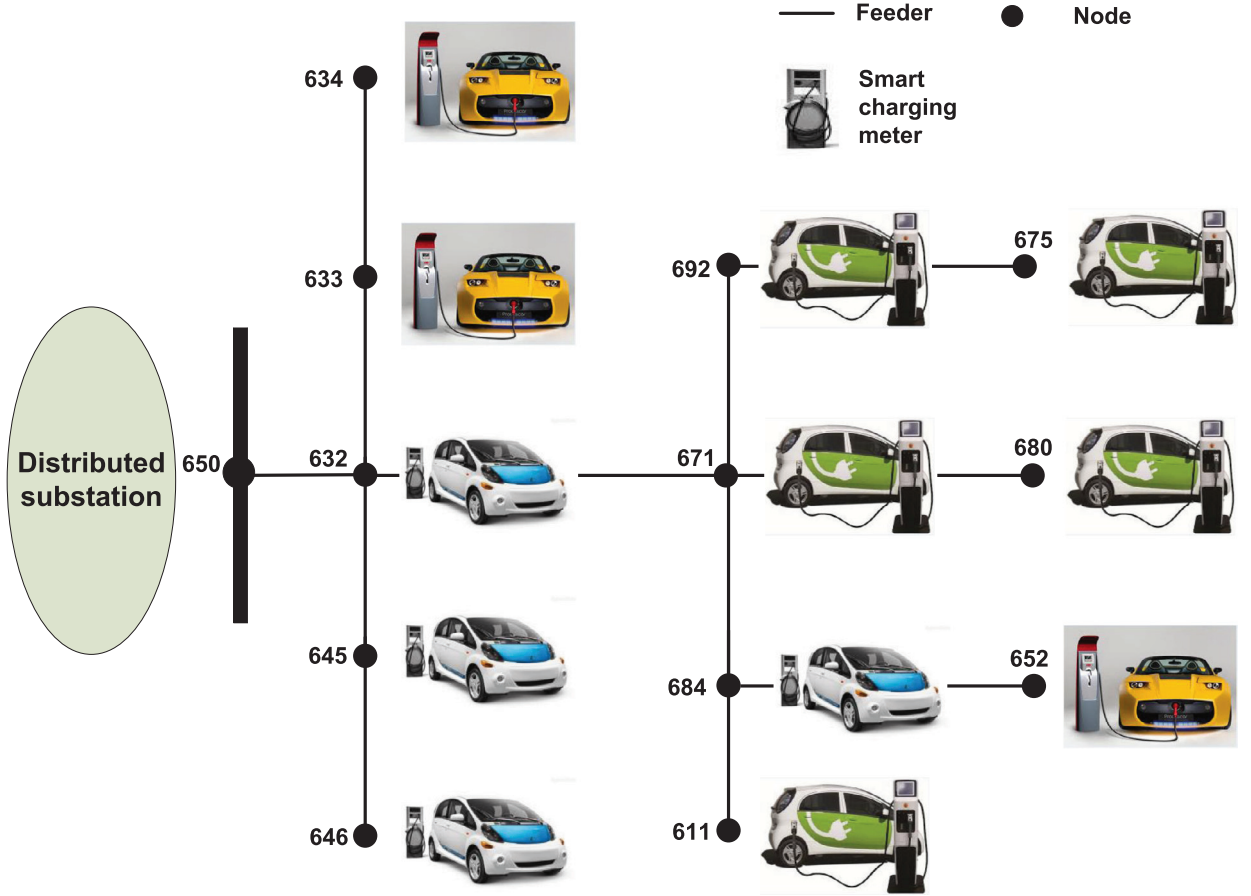 Feeder
Node
634
Smart
charging
meter
633
692
675
Distributed
substation
650
632
671
680
645
684
652
646
611